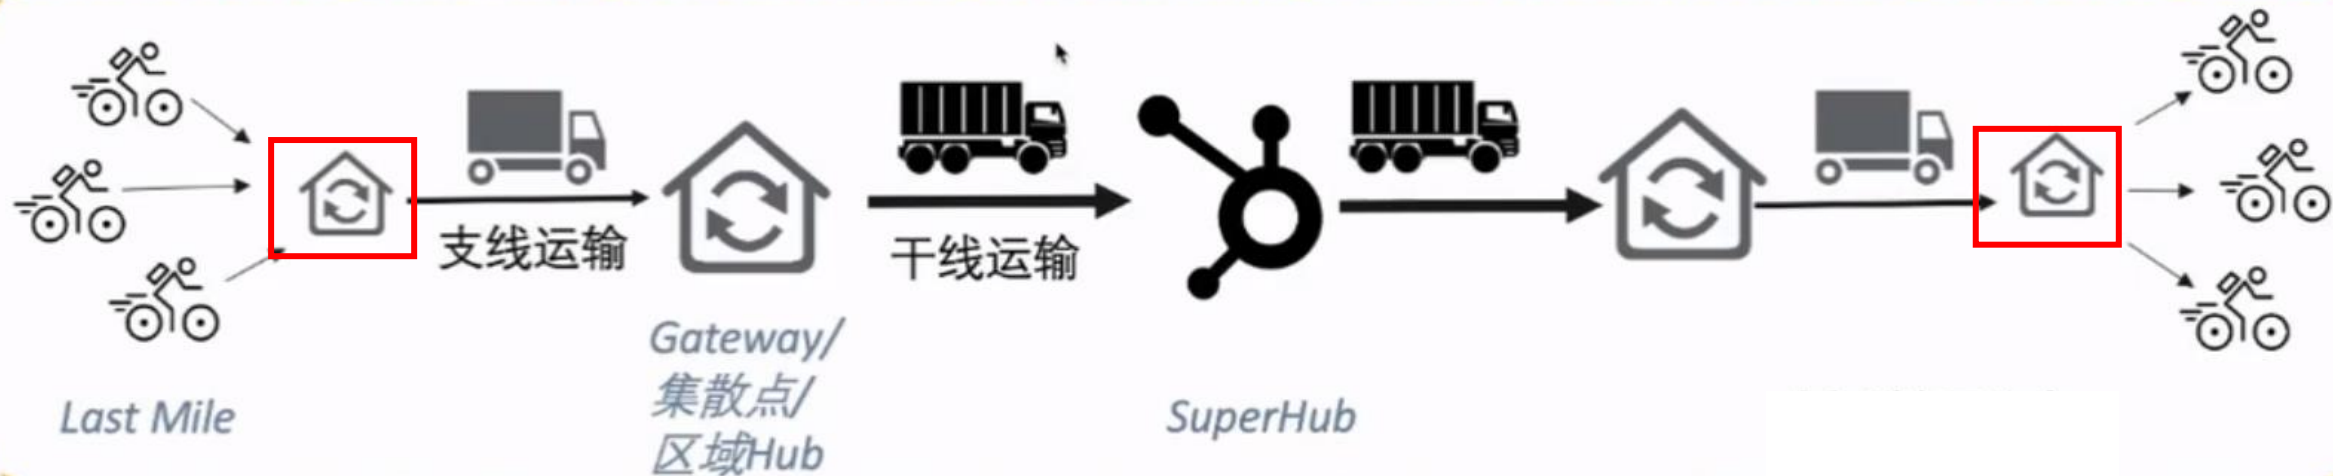 支线运输
干线运输
Gateway/
集散点/
区域Hub
Last Mile
SuperHub